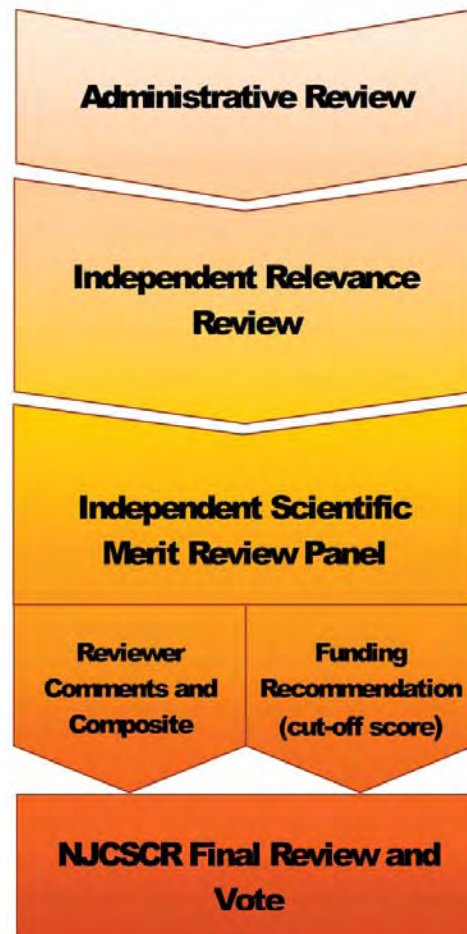 Administrative Review
Independent Relevance
Review
Independent Scientific
Merit Review Panel
Reviewer
Comments and
Composite
Funding
Recommendation
(cut-off score)
NJCSCR Final Review and
Vote